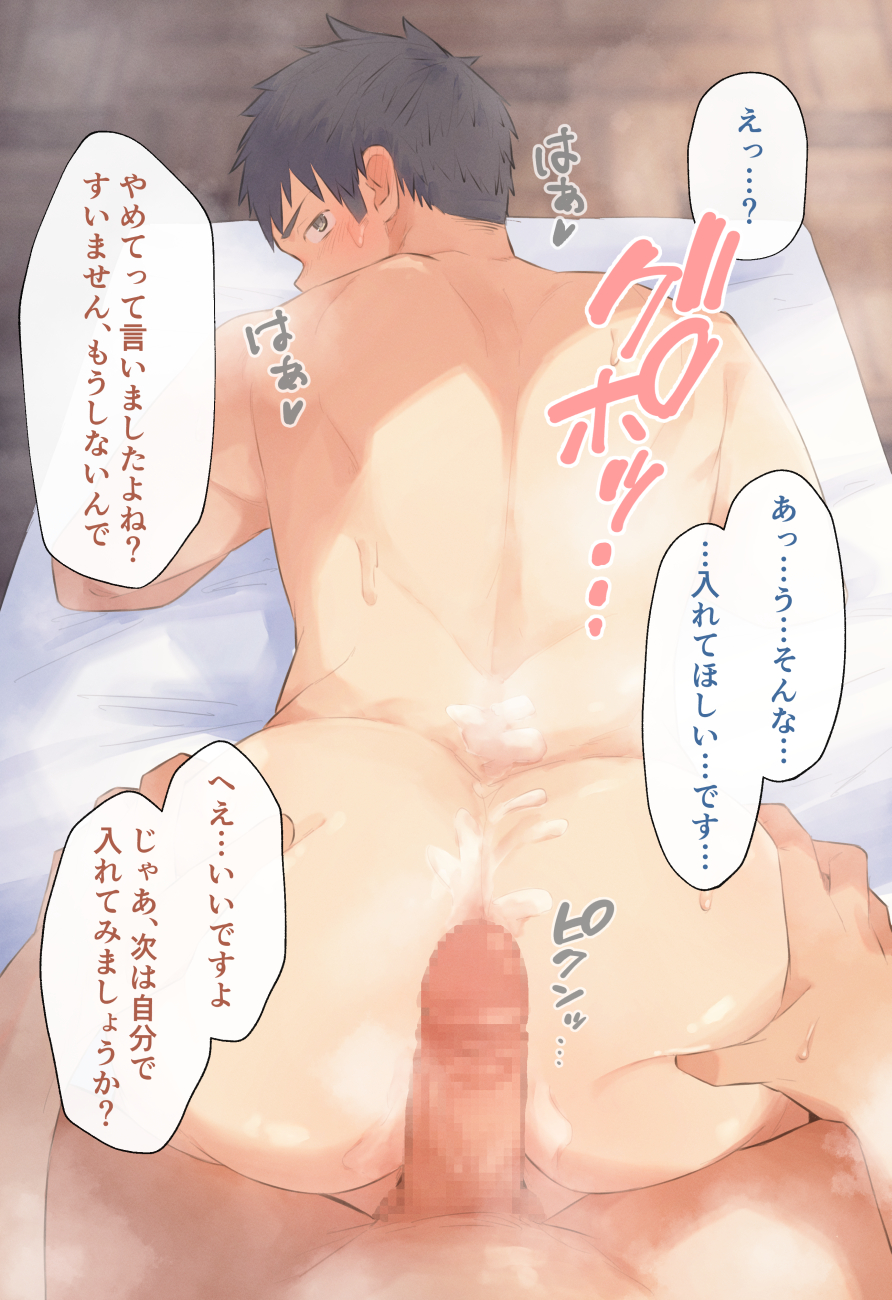 えっ…?
はぁ♥
グポッ…
やめてって言いましたよね?
すいません、もうしないんで
はぁ♥
あっ…う…そんな…
…入れてほしい…です…
へえ…いいですよ
じゃあ、次は自分で
入れてみましょうか?
ピクンッ…